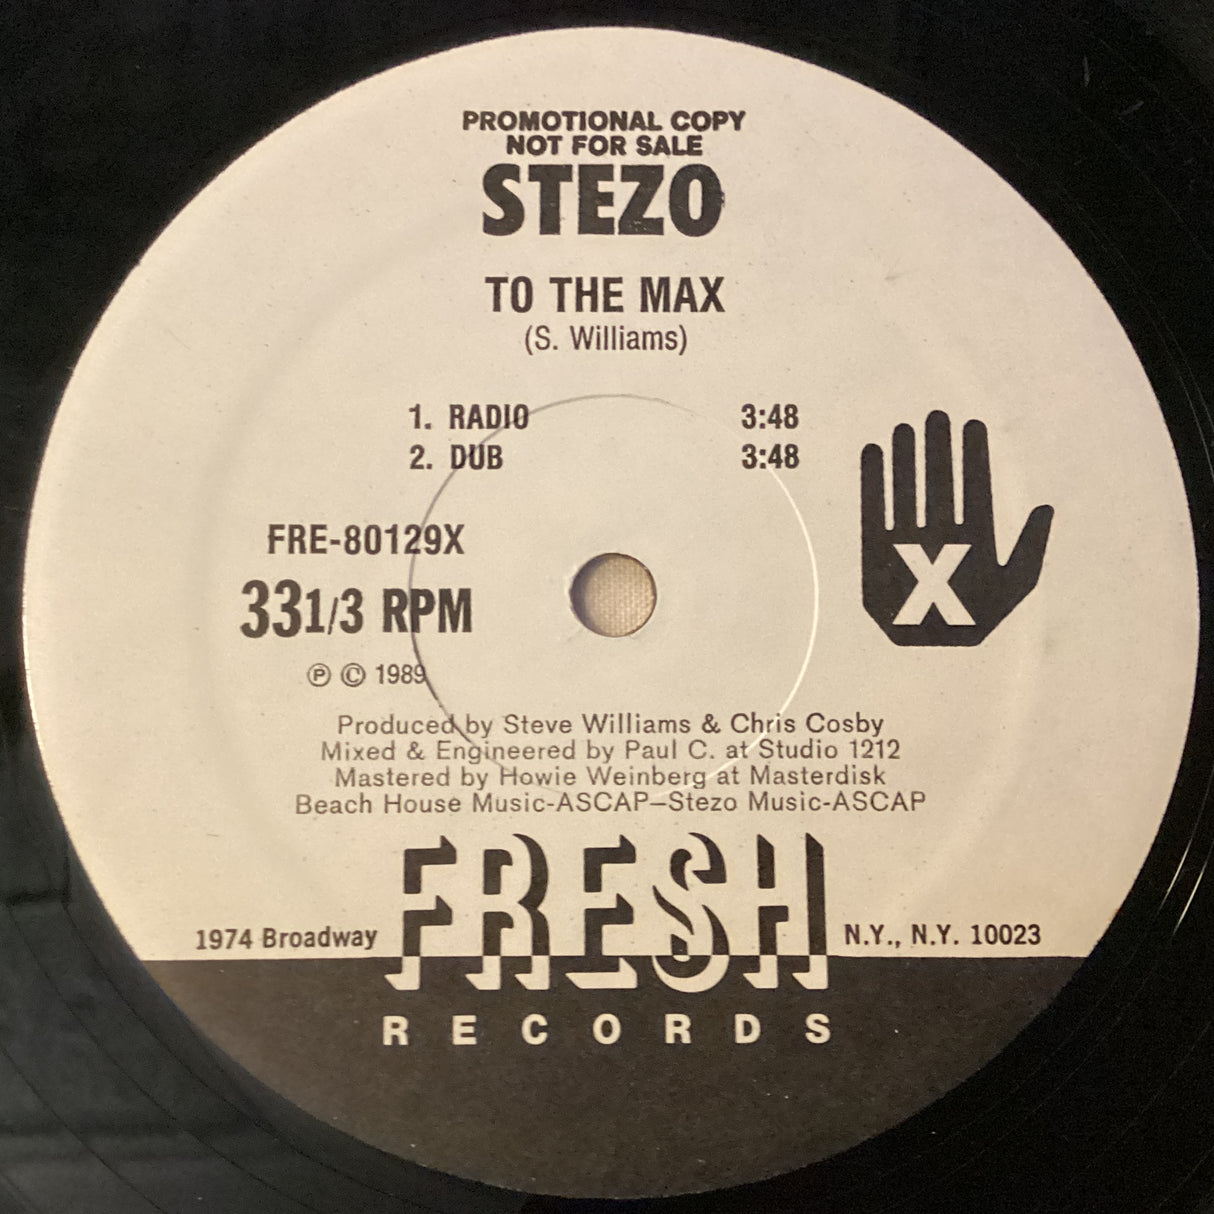 PROMOTIONAL COPY
NOT FOR SALE
STEZO
TO THE MAX
(S. Williams)
1. RADIO 3:48
2. DUB 3:48
FRE-80129X
33 1/3 RPM
℗ © 1989
X
Produced by Steve Williams & Chris Cosby
Mixed & Engineered by Paul C. at Studio 1212
Mastered by Howie Weinberg at Masterdisk
Beach House Music-ASCAP–Stezo Music-ASCAP
1974 Broadway FRESH N.Y., N.Y. 10023
RECORDS